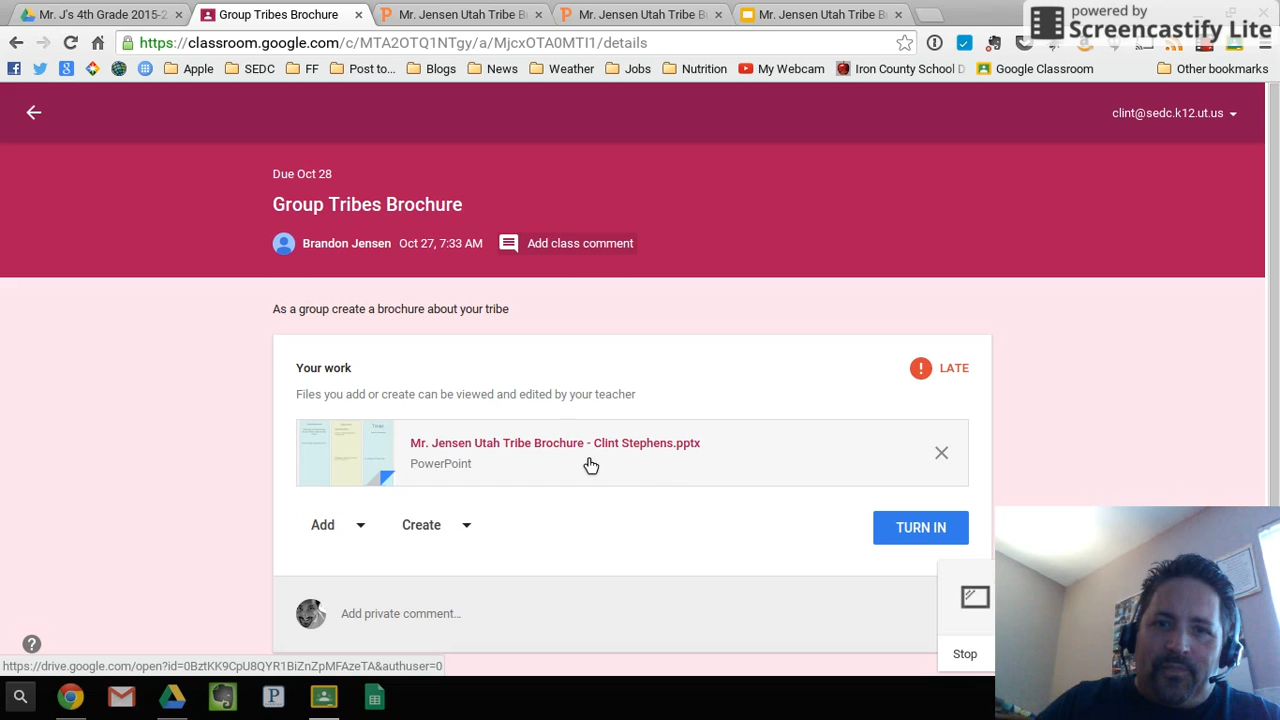 Mr. J's 4th Grade 2015-2
Group Tribes Brochure
Mr. Jensen Utah Tribe B
Mr. Jensen Utah Tribe B
Mr. Jensen Utah Tribe B
powered by
Screencastify Lite
https://classroom.google.com/c/MTA2OTQ1NTgy/a/MjcxOTA0MTI1/details
Apple
SEDC
FF
Post to...
Blogs
News
Weather
Jobs
Nutrition
My Webcam
Iron County School D
Google Classroom
Other bookmarks
clint@sedc.k12.ut.us
Due Oct 28
Group Tribes Brochure
Brandon Jensen Oct 27, 7:33 AM
Add class comment
As a group create a brochure about your tribe
Your work
LATE
Files you add or create can be viewed and edited by your teacher
Mr. Jensen Utah Tribe Brochure - Clint Stephens.pptx
PowerPoint
Add
Create
TURN IN
Add private comment...
Stop
https://drive.google.com/open?id=0BztKK9CpU8QYR1BiZnZpMFAzeTA&authuser=0